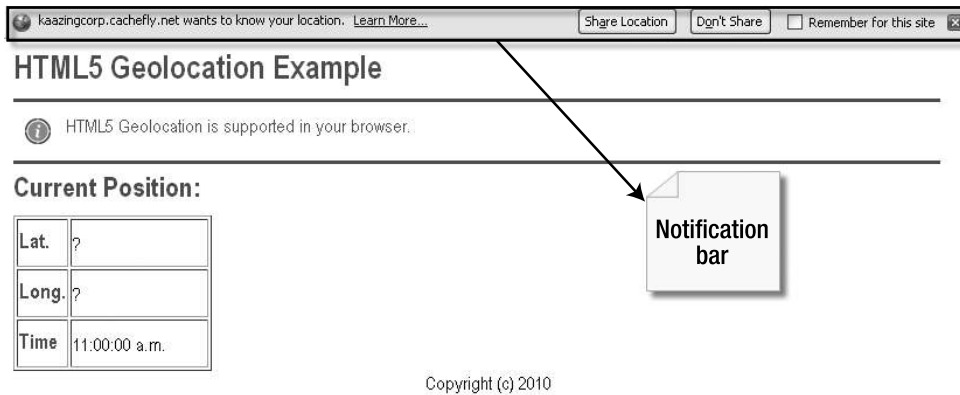 kaazingcorp.cachefly.net wants to know your location. Learn More... Share Location Don't Share Remember for this site
HTML5 Geolocation Example
HTML5 Geolocation is supported in your browser.
Current Position:
Lat. ?
Long. ?
Time 11:00:00 a.m.
Notification
bar
Copyright (c) 2010